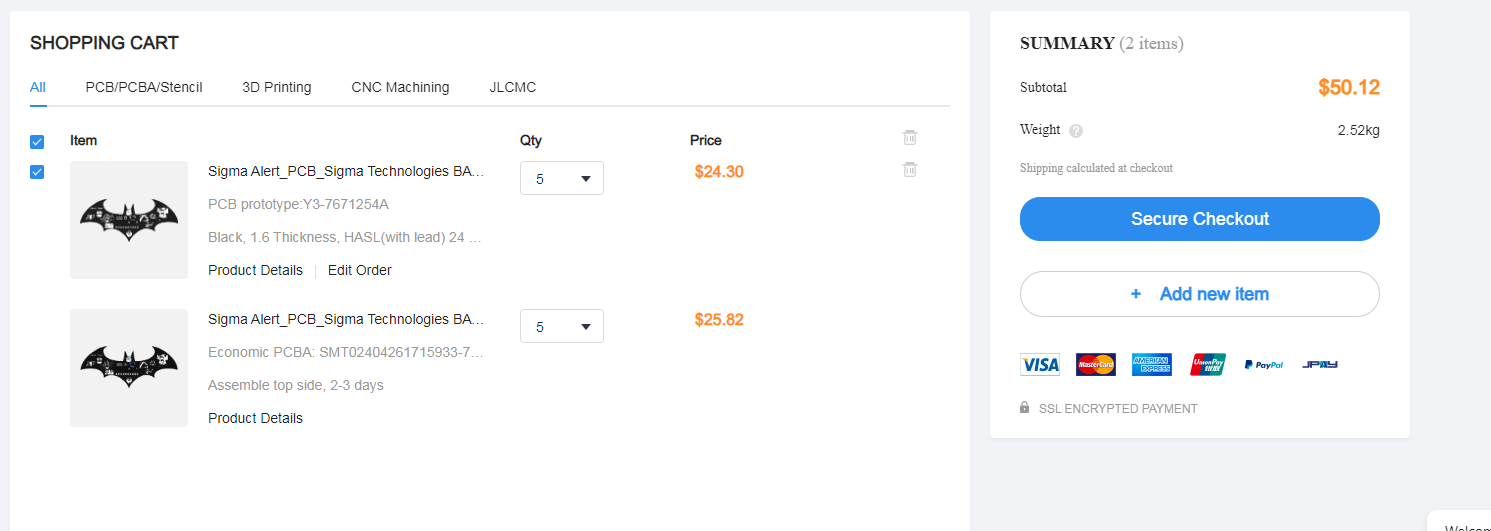 SHOPPING CART
All PCB/PCBA/Stencil 3D Printing CNC Machining JLCMC
Item Qty Price
Sigma Alert_PCB_Sigma Technologies BA... 5 $24.30
PCB prototype:Y3-7671254A
Black, 1.6 Thickness, HASL(with lead) 24 ...
Product Details Edit Order
Sigma Alert_PCB_Sigma Technologies BA... 5 $25.82
Economic PCBA: SMT02404261715933-7...
Assemble top side, 2-3 days
Product Details
SUMMARY (2 items)
Subtotal $50.12
Weight ? 2.52kg
Shipping calculated at checkout
Secure Checkout
+ Add new item
VISA MasterCard AMERICAN EXPRESS UnionPay 银联 PayPal JPAY
SSL ENCRYPTED PAYMENT